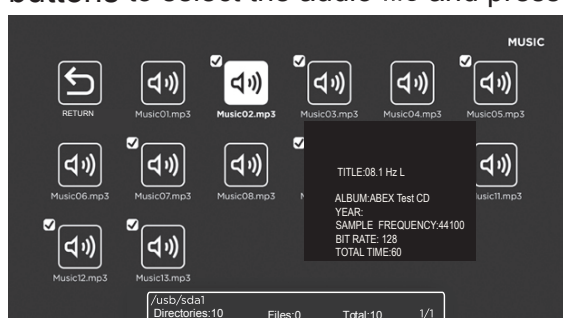 buttons to select the audio file and press
MUSIC
RETURN Music01.mp3 Music02.mp3 Music03.mp3 Music04.mp3 Music05.mp3
TITLE:08.1 Hz L
Music06.mp3 Music07.mp3 Music08.mp3 usic11.mp3
ALBUM:ABEX Test CD
YEAR:
SAMPLE FREQUENCY:44100
BIT RATE: 128
TOTAL TIME:60
Music12.mp3 Music13.mp3
/usb/sda1
Directories:10 Files:0 Total:10 1/1